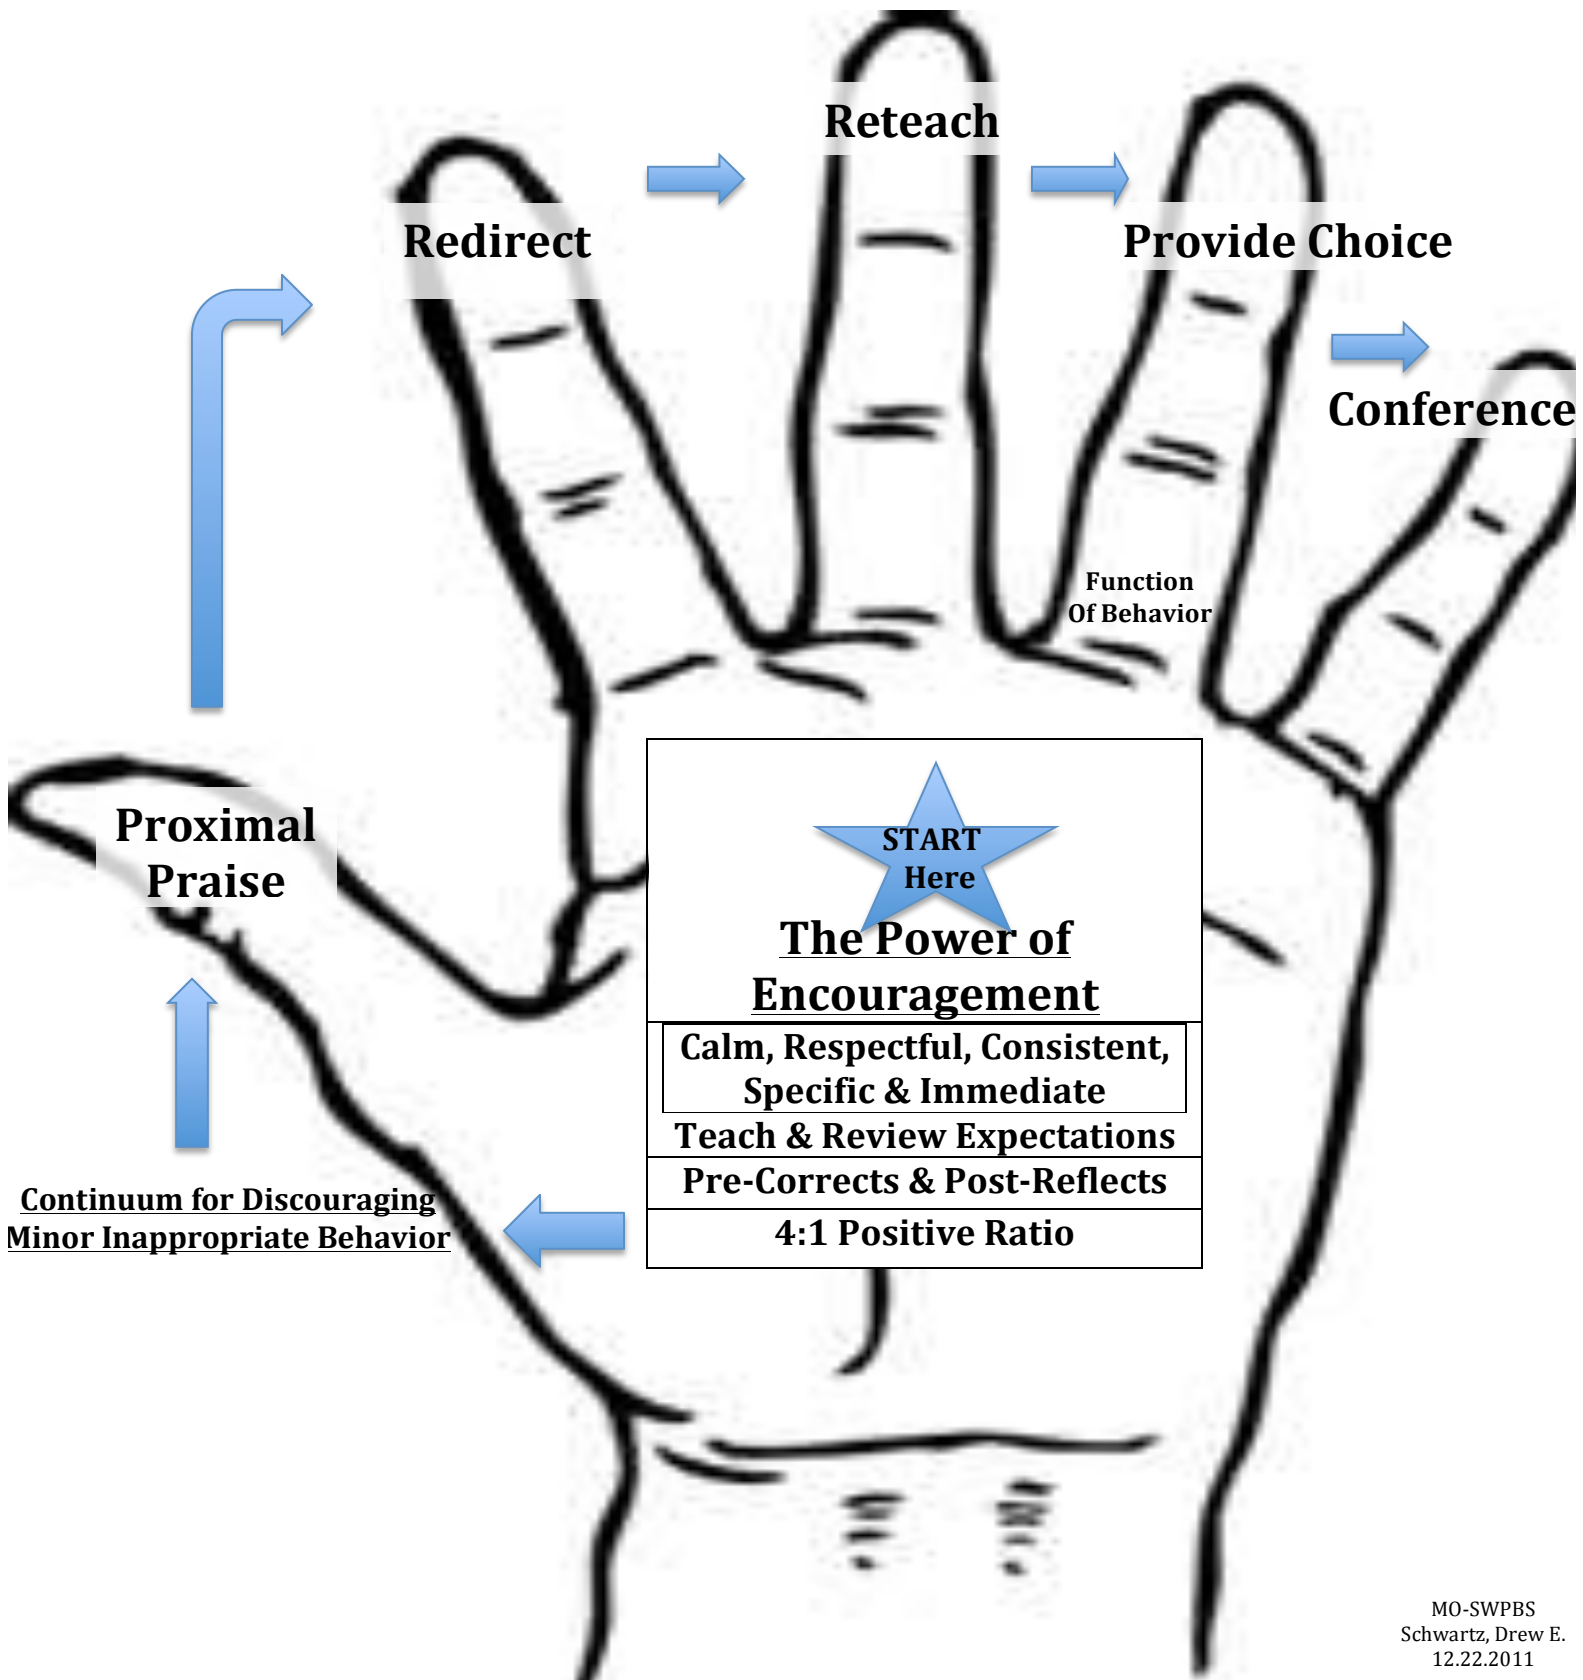 Reteach
Redirect
Provide Choice
Conference
Function
Of Behavior
Proximal
Praise
START
Here
The Power of
Encouragement
Calm, Respectful, Consistent,
Specific & Immediate
Teach & Review Expectations
Pre-Corrects & Post-Reflects
4:1 Positive Ratio
Continuum for Discouraging
Minor Inappropriate Behavior
MO-SWPBS
Schwartz, Drew E.
12.22.2011